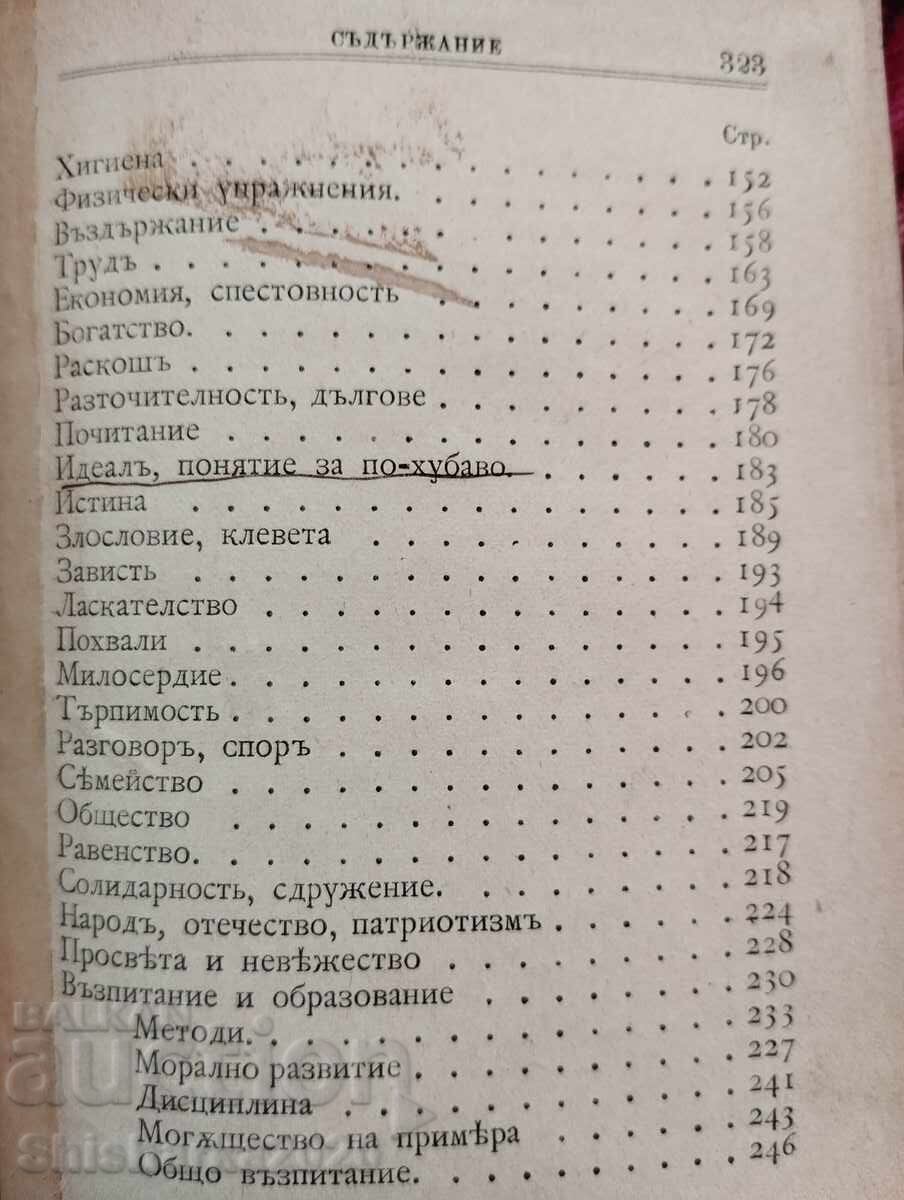 СЪДЪРЖАНИЕ 323
Стр.
Хигиена . . . . . . . . . . . . . . . 152
Физически упражнения. . . . . . . . . 156
Въздържание . . . . . . . . . . . . . 158
Трудъ . . . . . . . . . . . . . . . . 163
Економия, спестовность . . . . . . . . 169
Богатство. . . . . . . . . . . . . . . 172
Раскошъ . . . . . . . . . . . . . . . 176
Разточителность, дългове . . . . . . . . 178
Почитание . . . . . . . . . . . . . . 180
Идеалъ, понятие за по-хубаво. . . . . . . 183
Истина . . . . . . . . . . . . . . . 185
Злословие, клевета . . . . . . . . . . 189
Зависть . . . . . . . . . . . . . . . 193
Ласкателство . . . . . . . . . . . . . 194
Похвали . . . . . . . . . . . . . . . 195
Милосердие . . . . . . . . . . . . . . 196
Търпимость . . . . . . . . . . . . . . 200
Разговоръ, споръ . . . . . . . . . . . 202
Сѣмейство . . . . . . . . . . . . . . 205
Общество . . . . . . . . . . . . . . 219
Равенство. . . . . . . . . . . . . . . 217
Солидарность, сдружение. . . . . . . . . 218
Народъ, отечество, патриотизмъ . . . . . . 224
Просвѣта и невѣжество . . . . . . . . . 228
Възпитание и образование . . . . . . . . 230
Методи. . . . . . . . . . . . . . . 233
Морално развитие . . . . . . . . . . 227
Дисциплина . . . . . . . . . . . . 241
Могѫщество на примѣра . . . . . . . 243
Общо възпитание. . . . . . . . . . . 246
BALKAN
auction